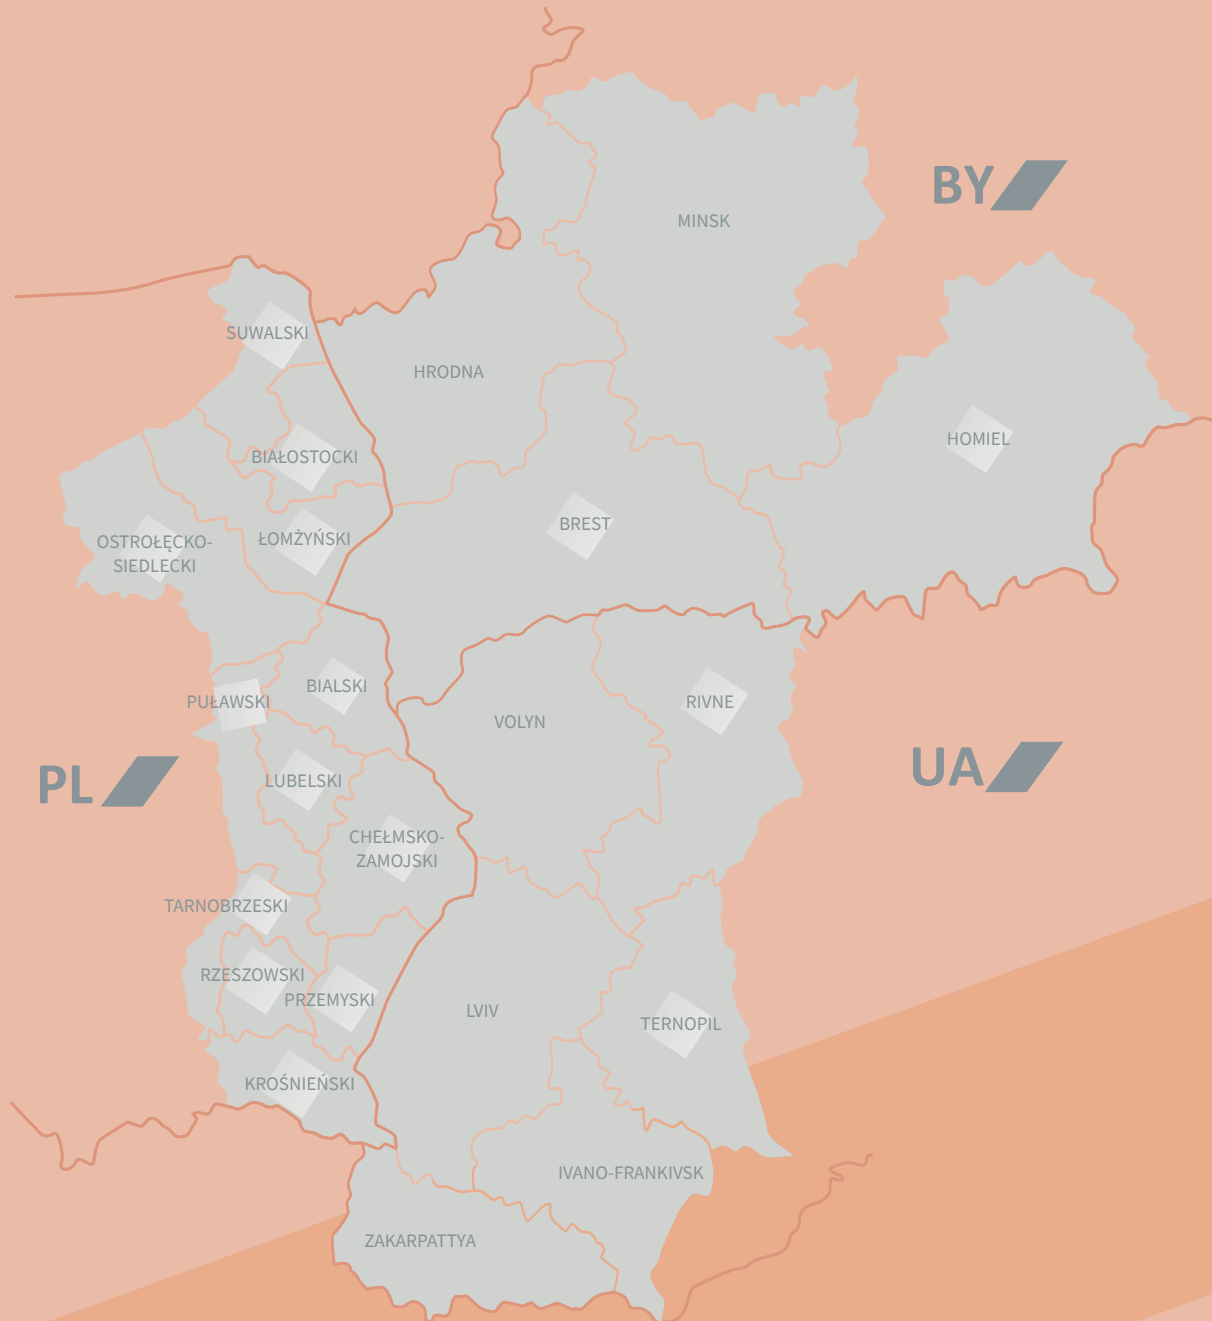 BY
MINSK
SUWALSKI
HRODNA
HOMIEL
BIAŁOSTOCKI
BREST
OSTROŁĘCKO-
SIEDLECKI
ŁOMŻYŃSKI
BIALSKI
PUŁAWSKI
RIVNE
VOLYN
PL
LUBELSKI
UA
CHEŁMSKO-
ZAMOJSKI
TARNOBRZESKI
RZESZOWSKI
PRZEMYSKI
LVIV
TERNOPIL
KROŚNIEŃSKI
IVANO-FRANKIVSK
ZAKARPATTYA